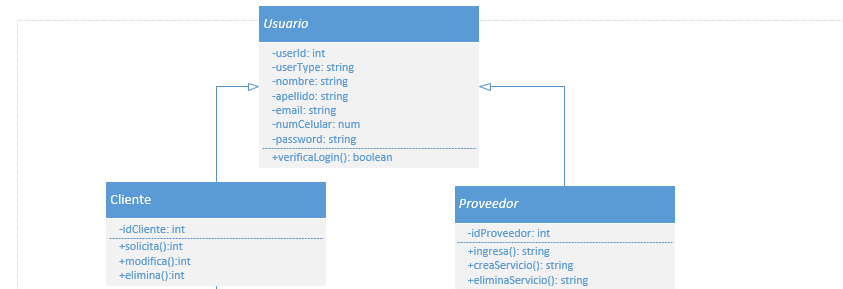 Usuario
-userId: int
-userType: string
-nombre: string
-apellido: string
-email: string
-numCelular: num
-password: string
+verificaLogin(): boolean
Cliente
-idCliente: int
+solicita():int
+modifica():int
+elimina():int
Proveedor
-idProveedor: int
+ingresa(): string
+creaServicio(): string
+eliminaServicio(): string